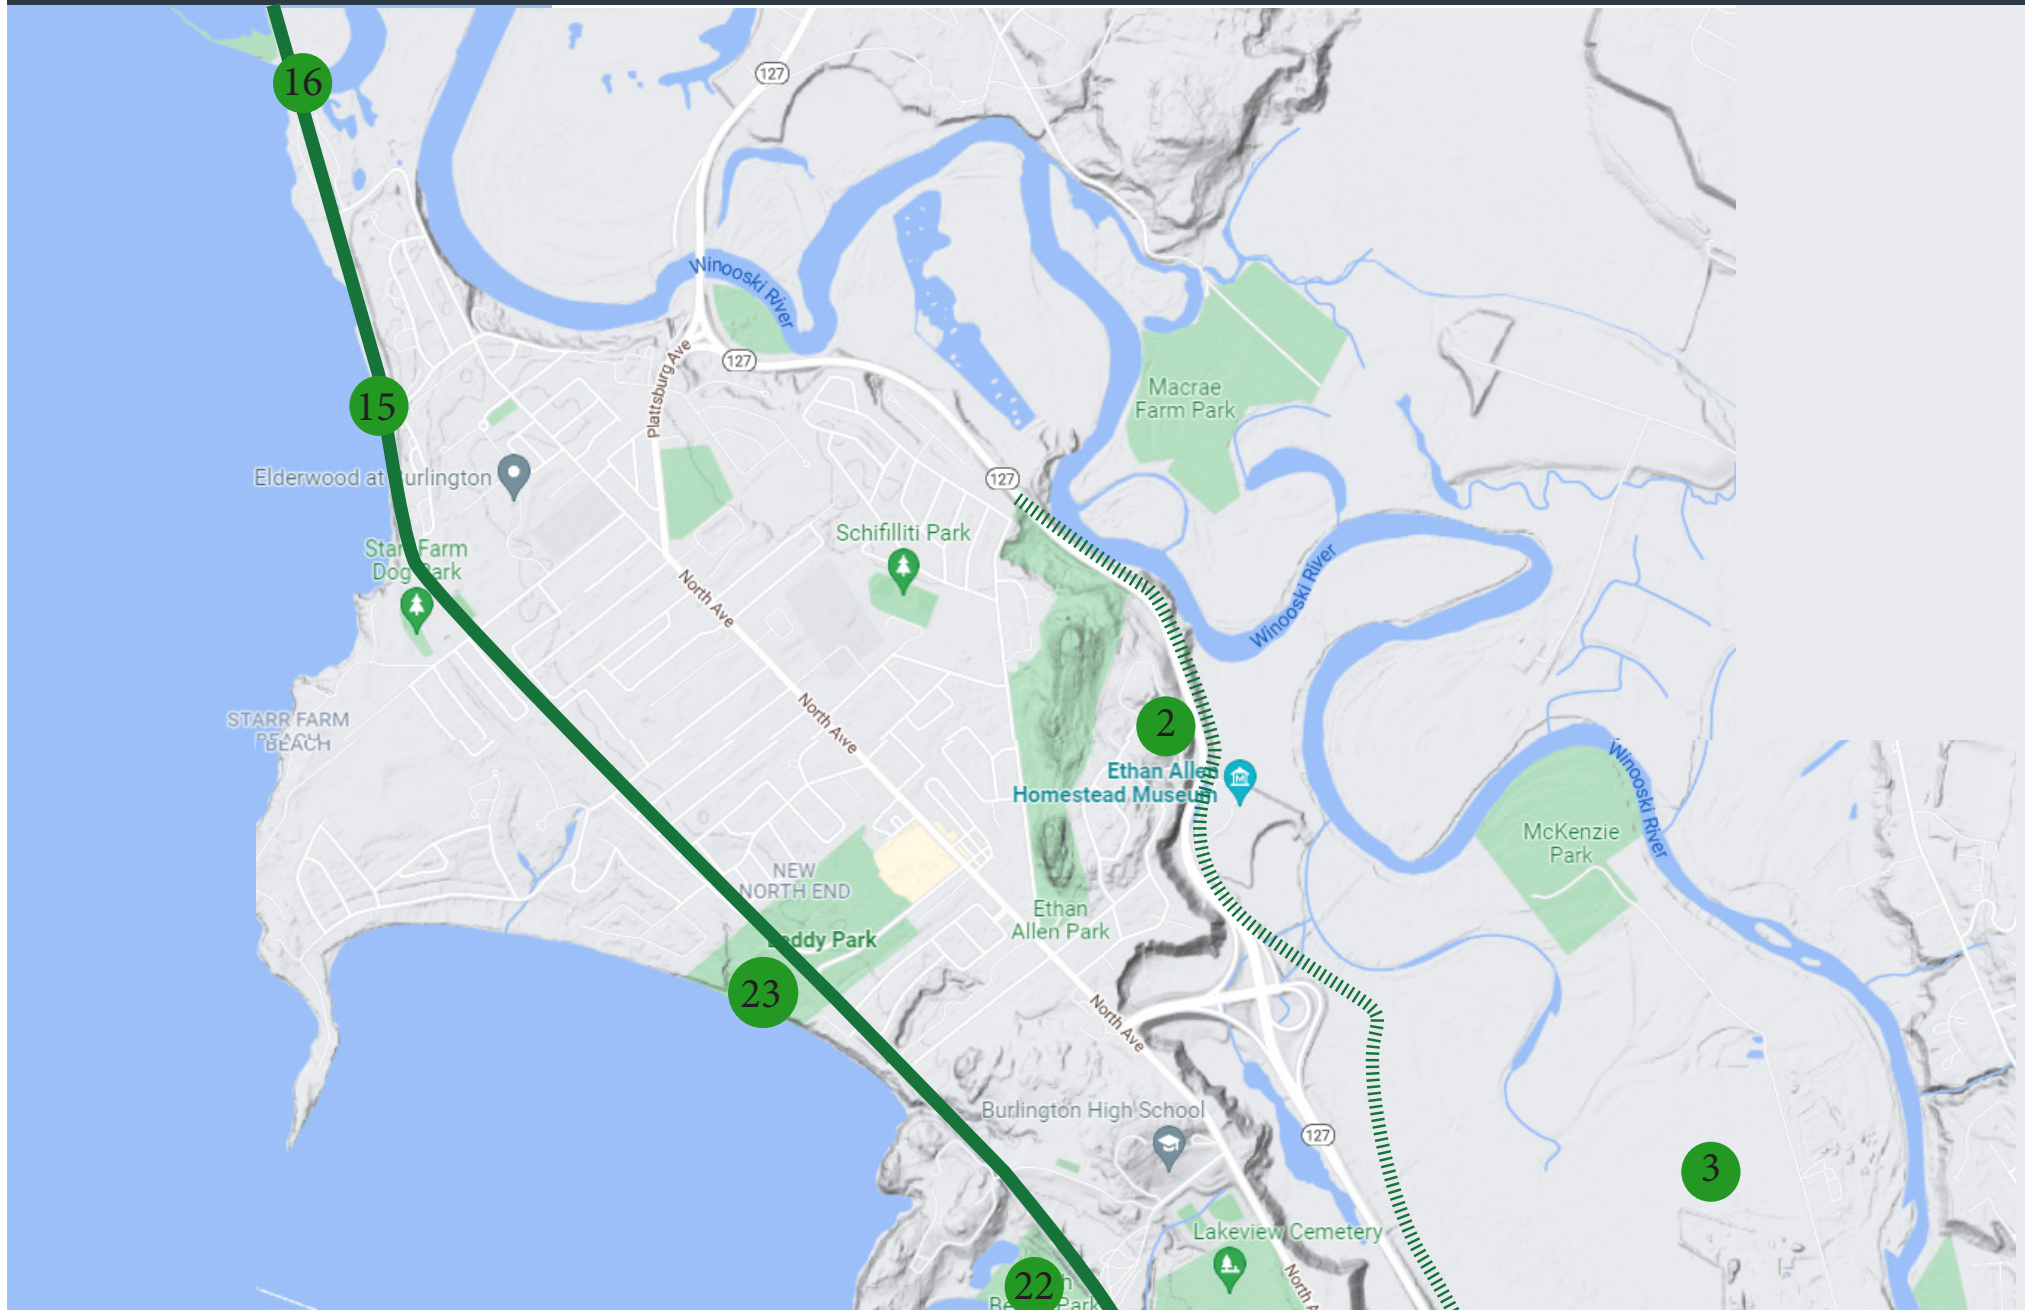 16
127
Winooski River
15
127
Plattsburg Ave
Macrae
Farm Park
Elderwood at Burlington
127
Schifilliti Park
Starr Farm
Dog Park
North Ave
Winooski River
STARR FARM
BEACH
North Ave
2
Ethan Allen
Homestead Museum
Winooski River
McKenzie
Park
NEW
NORTH END
Ethan
Allen Park
Leddy Park
23
North Ave
Burlington High School
127
3
Lakeview Cemetery
22
North A
Park